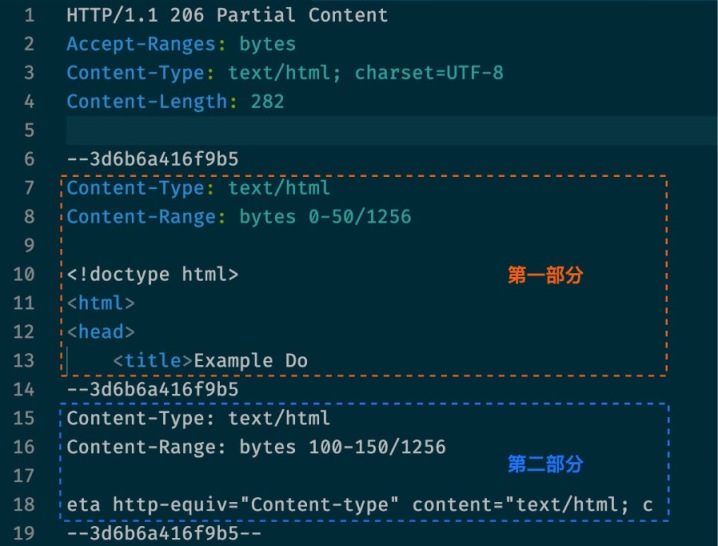 1 HTTP/1.1 206 Partial Content
2 Accept-Ranges: bytes
3 Content-Type: text/html; charset=UTF-8
4 Content-Length: 282
5
6 --3d6b6a416f9b5
7 Content-Type: text/html
8 Content-Range: bytes 0-50/1256
9
10 <!doctype html> 第一部分
11 <html>
12 <head>
13 <title>Example Do
14 --3d6b6a416f9b5
15 Content-Type: text/html
16 Content-Range: bytes 100-150/1256
第二部分
17
18 eta http-equiv="Content-type" content="text/html; c
19 --3d6b6a416f9b5--